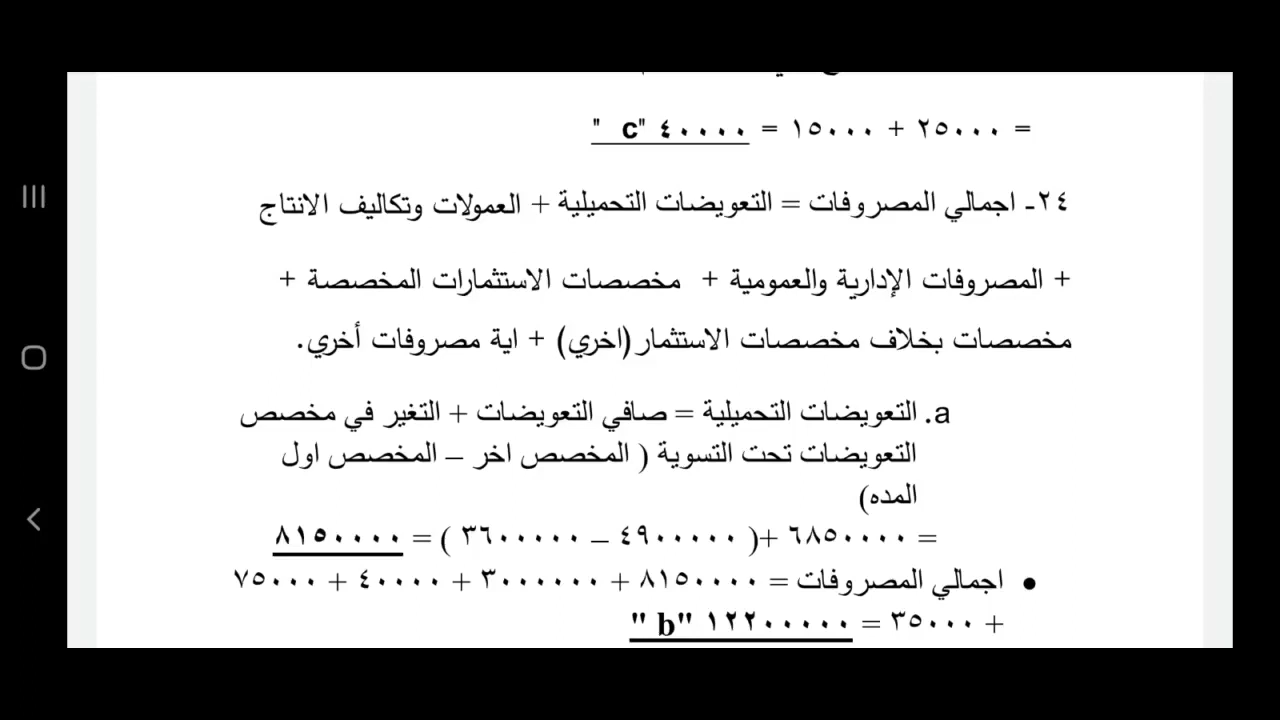 = ٢٥٠٠٠ + ١٥٠٠٠ = ٤٠٠٠٠ "c "
٢٤- اجمالي المصروفات = التعويضات التحميلية + العمولات وتكاليف الانتاج
+ المصروفات الإدارية والعمومية + مخصصات الاستثمارات المخصصة +
مخصصات بخلاف مخصصات الاستثمار (اخري) + اية مصروفات أخري.
a. التعويضات التحميلية = صافي التعويضات + التغير في مخصص
التعويضات تحت التسوية ( المخصص اخر – المخصص اول
المده)
= ٦٨٥٠٠٠٠ +( ٤٩٠٠٠٠٠ – ٣٦٠٠٠٠٠ ) = ٨١٥٠٠٠٠
• اجمالي المصروفات = ٨١٥٠٠٠٠ + ٣٠٠٠٠٠٠ + ٤٠٠٠٠ + ٧٥٠٠٠
+ ٣٥٠٠٠ = ١٢٢٠٠٠٠٠ "b "